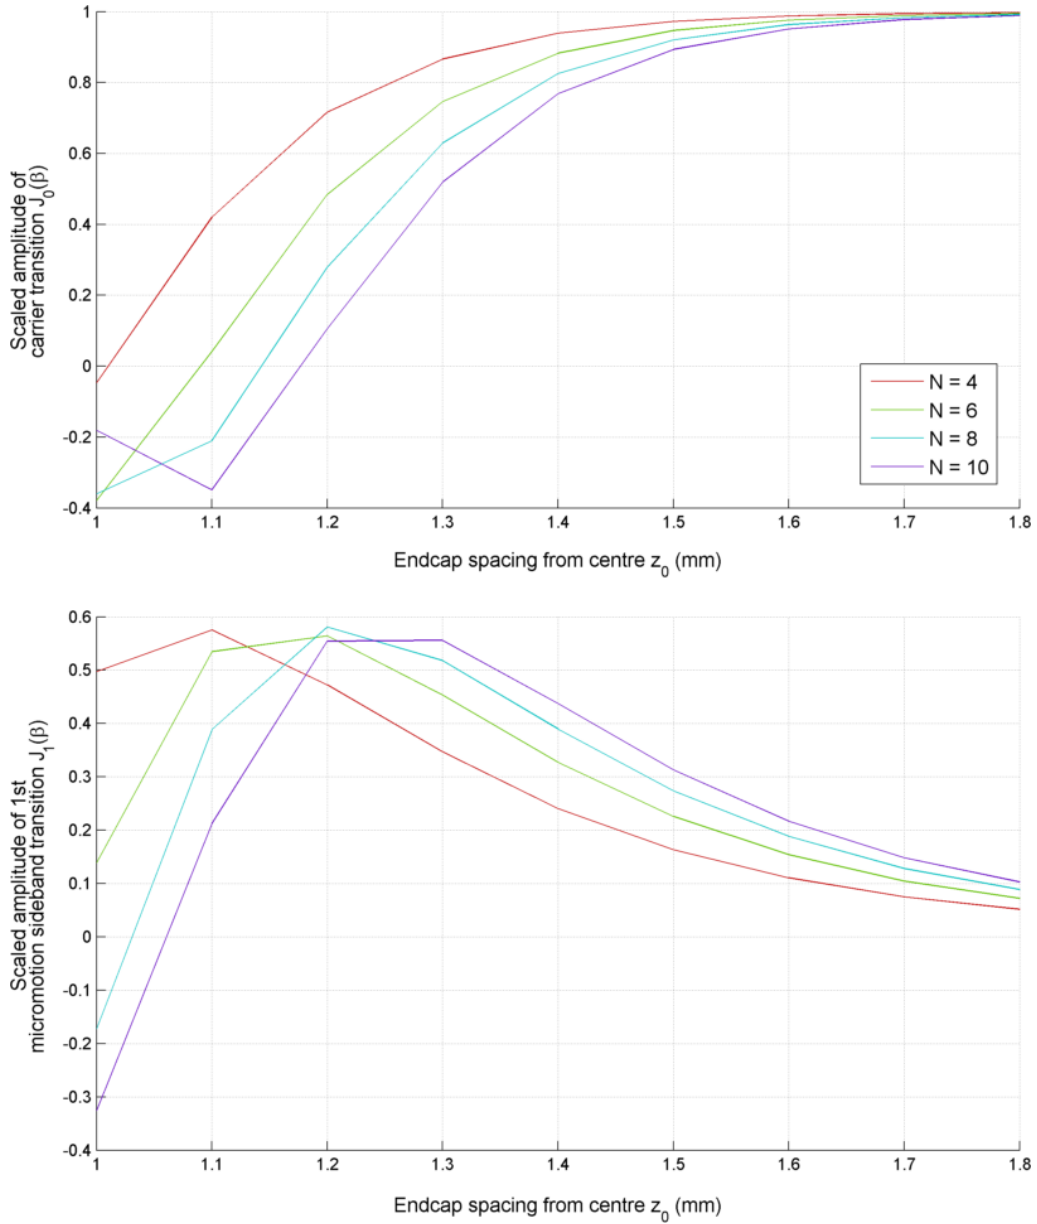 1
0.8
0.6
0.4
0.2
0
-0.2
-0.4
Scaled amplitude of
carrier transition J₀(β)
N = 4
N = 6
N = 8
N = 10
1 1.1 1.2 1.3 1.4 1.5 1.6 1.7 1.8
Endcap spacing from centre z₀ (mm)
0.6
0.5
0.4
0.3
0.2
0.1
0
-0.1
-0.2
-0.3
-0.4
Scaled amplitude of 1st
micromotion sideband transition J₁(β)
1 1.1 1.2 1.3 1.4 1.5 1.6 1.7 1.8
Endcap spacing from centre z₀ (mm)